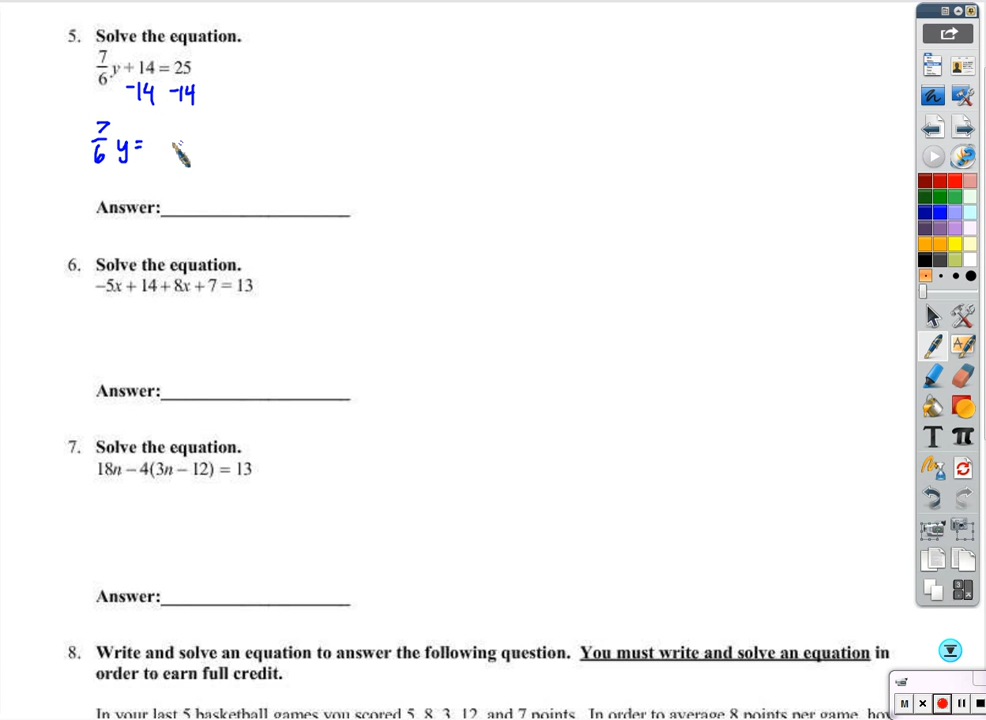 5. Solve the equation.
7/6 y + 14 = 25
-14 -14
7/6 y =
Answer:
6. Solve the equation.
−5x + 14 + 8x + 7 = 13
Answer:
7. Solve the equation.
18n − 4(3n − 12) = 13
Answer:
8. Write and solve an equation to answer the following question. You must write and solve an equation in
order to earn full credit.
In your last 5 basketball games you scored 5, 8, 3, 12, and 7 points. In order to average 8 points per game, how
T π
M